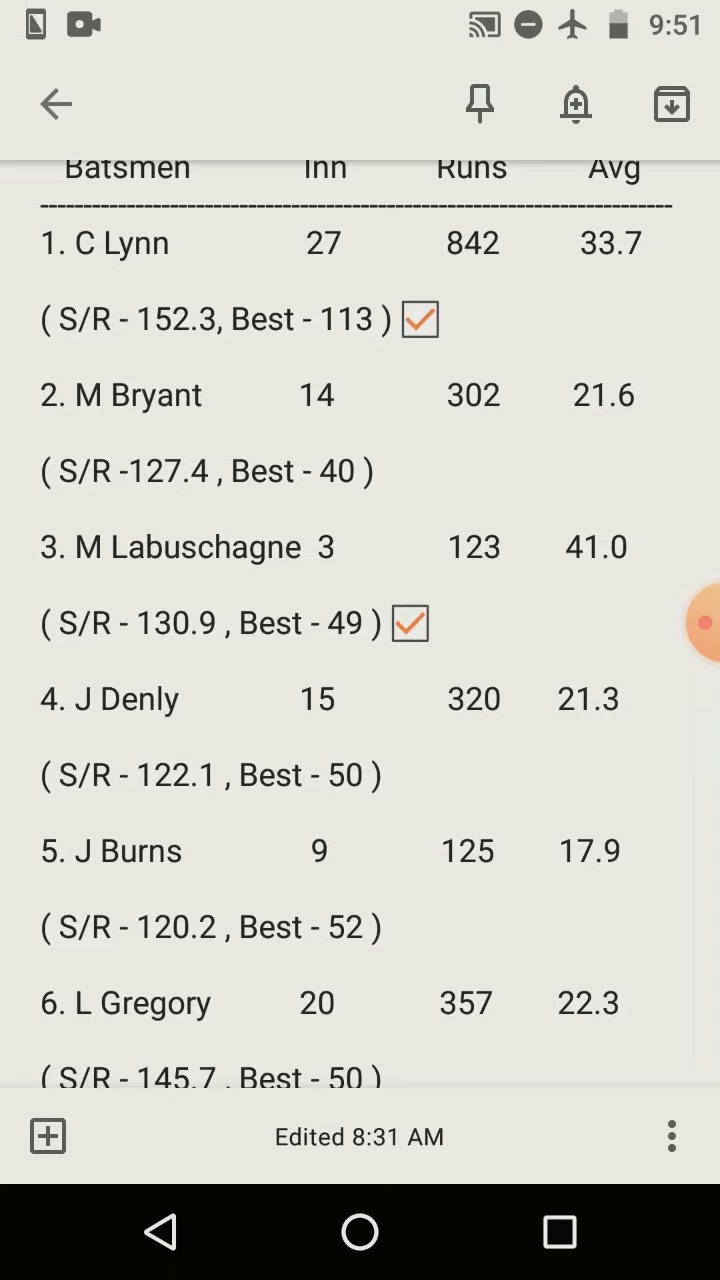 9:51
Batsmen Inn Runs Avg
--------------------------------------------------------------------------
1. C Lynn 27 842 33.7
( S/R - 152.3, Best - 113 ) ☑
2. M Bryant 14 302 21.6
( S/R -127.4 , Best - 40 )
3. M Labuschagne 3 123 41.0
( S/R - 130.9 , Best - 49 ) ☑
4. J Denly 15 320 21.3
( S/R - 122.1 , Best - 50 )
5. J Burns 9 125 17.9
( S/R - 120.2 , Best - 52 )
6. L Gregory 20 357 22.3
( S/R - 145.7 , Best - 50 )
Edited 8:31 AM